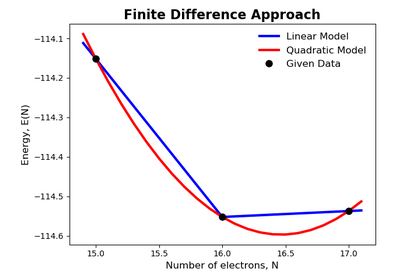 Finite Difference Approach
Linear Model
Quadratic Model
Given Data
Energy, E(N)
−114.1
−114.2
−114.3
−114.4
−114.5
−114.6
15.0 15.5 16.0 16.5 17.0
Number of electrons, N